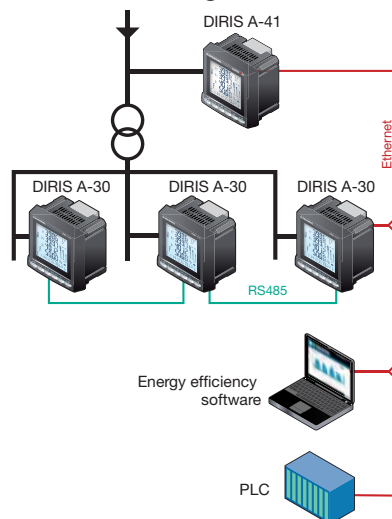 DIRIS A-41
Ethernet
DIRIS A-30
DIRIS A-30
DIRIS A-30
RS485
Energy efficiency
software
PLC